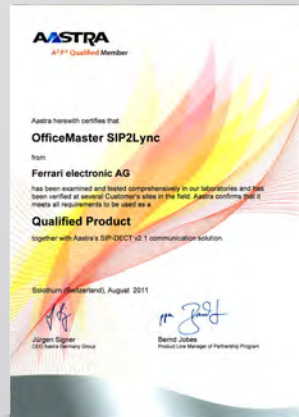 AASTRA
A²P² Qualified Member
Aastra herewith certifies that
OfficeMaster SIP2Lync
from
Ferrari electronic AG
has been examined and tested comprehensively in our laboratories and has
been verified at several Customer's sites in the field. Aastra confirms that it
meets all requirements to be used as a
Qualified Product
together with Aastra's SIP-DECT v2.1 communication solution.
Solothurn (Switzerland), August 2011
ppa
Jürgen Signer
CEO Aastra Germany Group
Bernd Jobes
Product Line Manager of Partnership Program